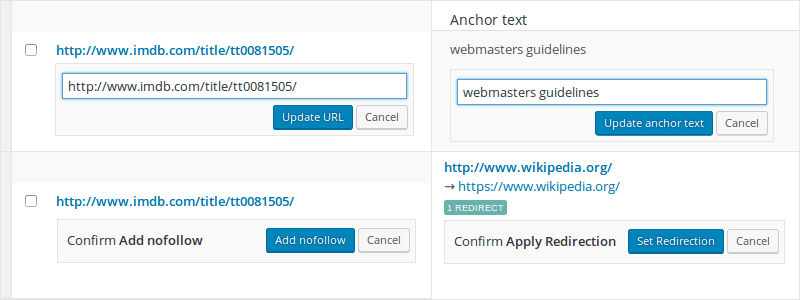 Anchor text
http://www.imdb.com/title/tt0081505/
webmasters guidelines
http://www.imdb.com/title/tt0081505/
webmasters guidelines
Update URL Cancel
Update anchor text Cancel
http://www.wikipedia.org/
→ https://www.wikipedia.org/
http://www.imdb.com/title/tt0081505/
1 REDIRECT
Confirm Add nofollow Add nofollow Cancel
Confirm Apply Redirection Set Redirection Cancel